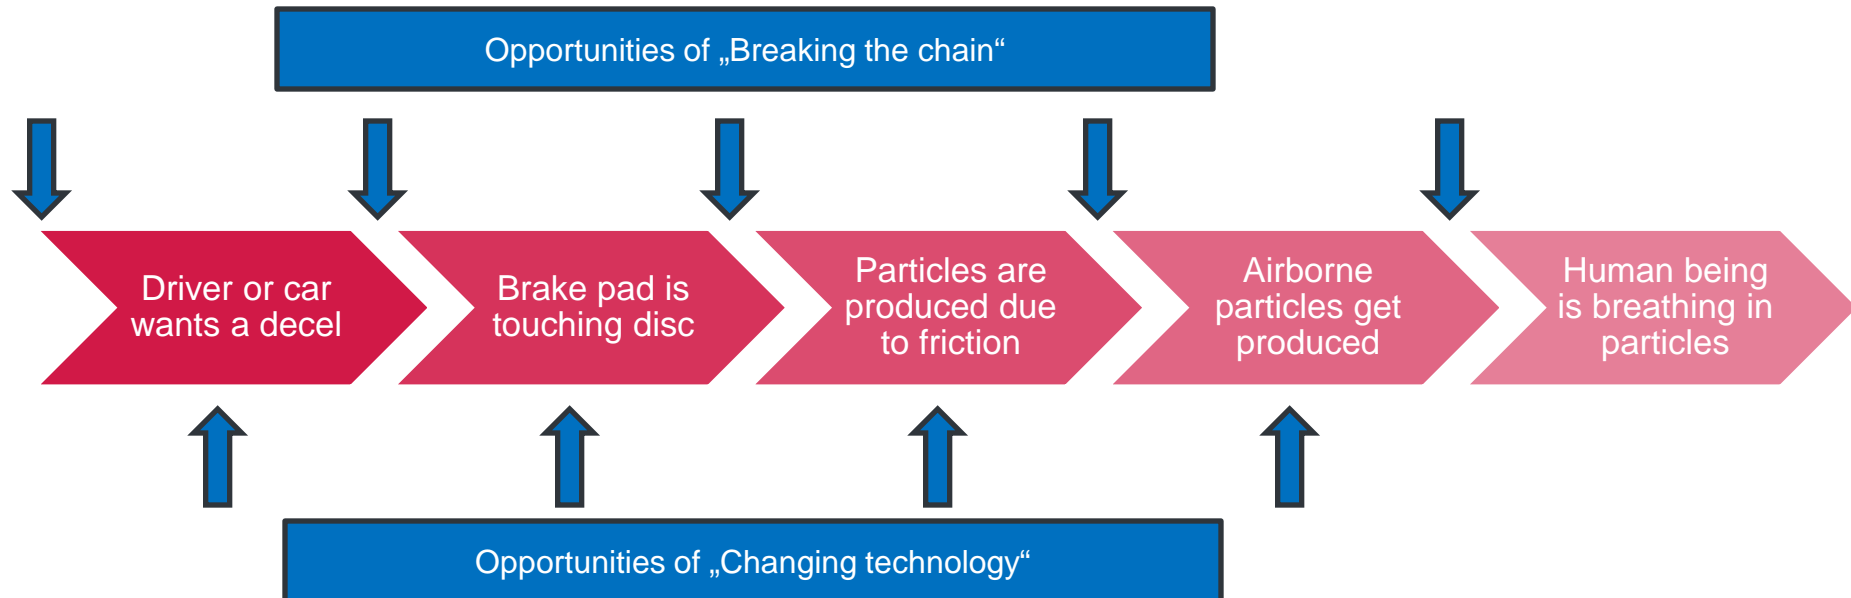 Opportunities of „Breaking the chain“
Driver or car
wants a decel
Brake pad is
touching disc
Particles are
produced due
to friction
Airborne
particles get
produced
Human being
is breathing in
particles
Opportunities of „Changing technology“